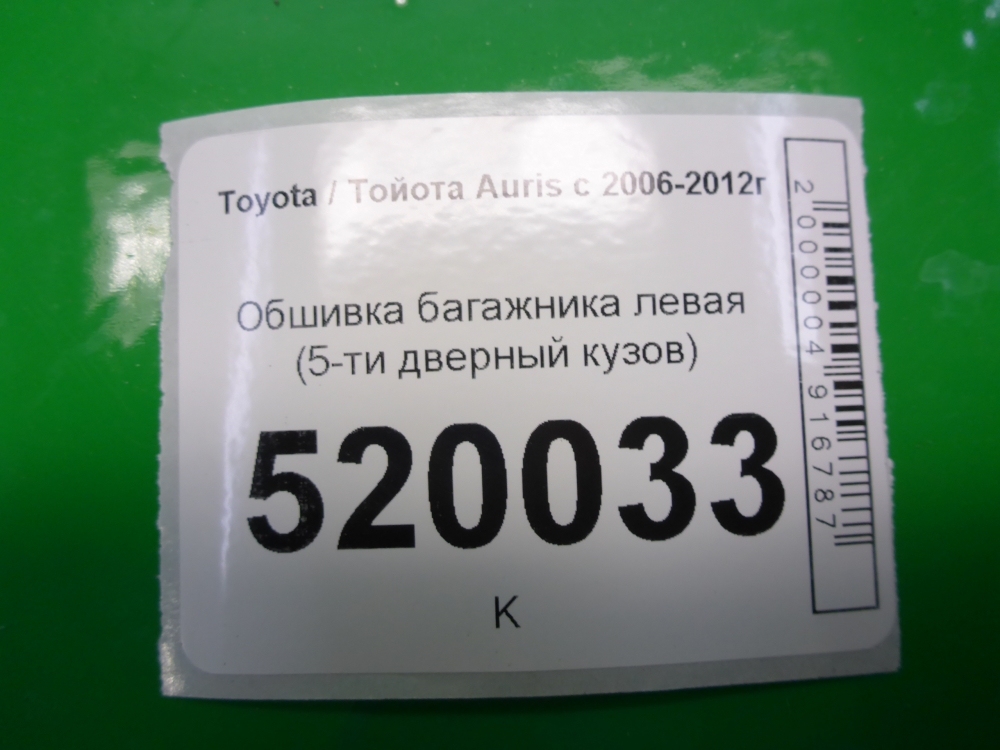 Toyota / Тойота Auris с 2006-2012г
Обшивка багажника левая
(5-ти дверный кузов)
520033
К
2000004916787